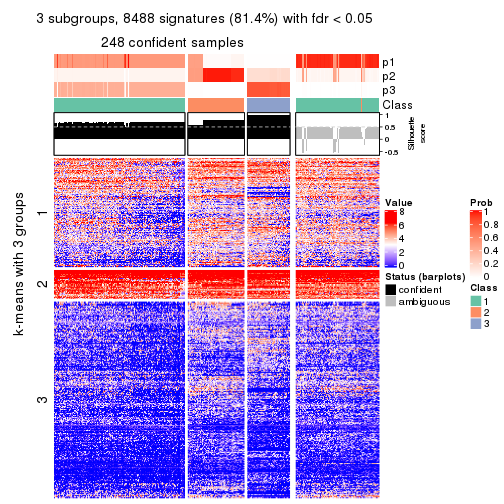 3 subgroups, 8488 signatures (81.4%) with fdr < 0.05
248 confident samples
p1
p2
p3
Class
1
0.5
0
-0.5
Silhouette
score
k-means with 3 groups
1
2
3
Value
8
6
4
2
0
Status (barplots)
confident
ambiguous
Prob
1
0.8
0.6
0.4
0.2
0
Class
1
2
3